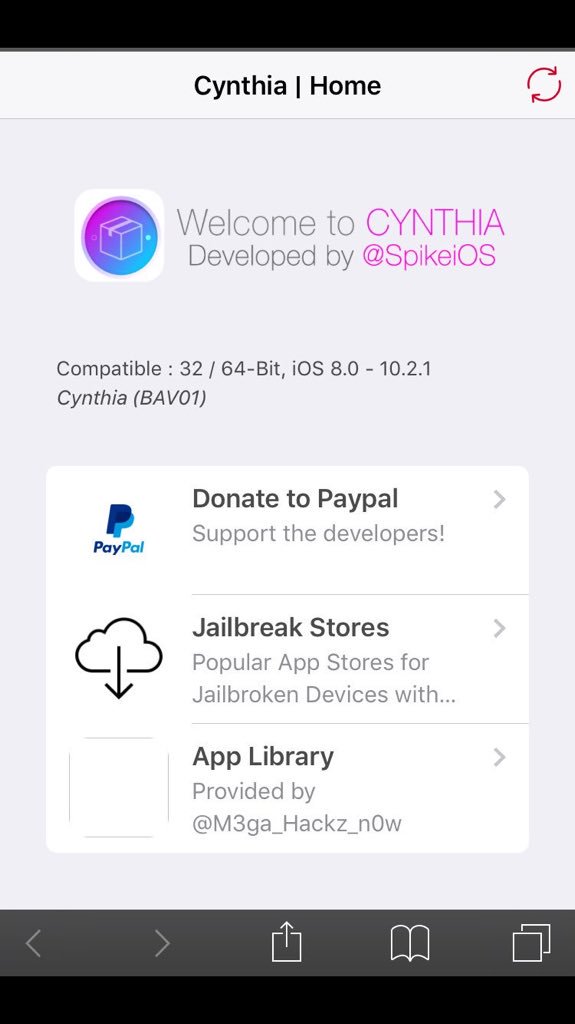 Cynthia | Home
Welcome to CYNTHIA
Developed by @SpikeiOS
Compatible : 32 / 64-Bit, iOS 8.0 - 10.2.1
Cynthia (BAV01)
PayPal
Donate to Paypal
Support the developers!
Jailbreak Stores
Popular App Stores for
Jailbroken Devices with...
App Library
Provided by
@M3ga_Hackz_n0w